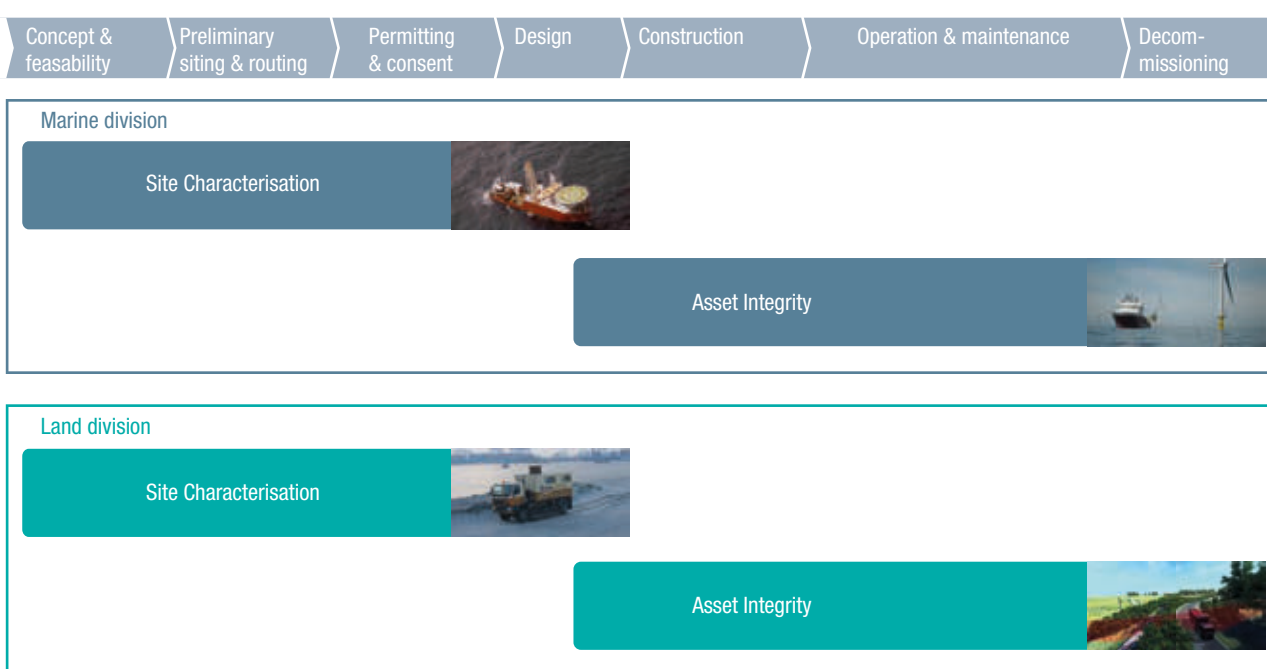 Concept &
feasability
Preliminary
siting & routing
Permitting
& consent
Design
Construction
Operation & maintenance
Decom-
missioning
Marine division
Site Characterisation
Asset Integrity
Land division
Site Characterisation
Asset Integrity